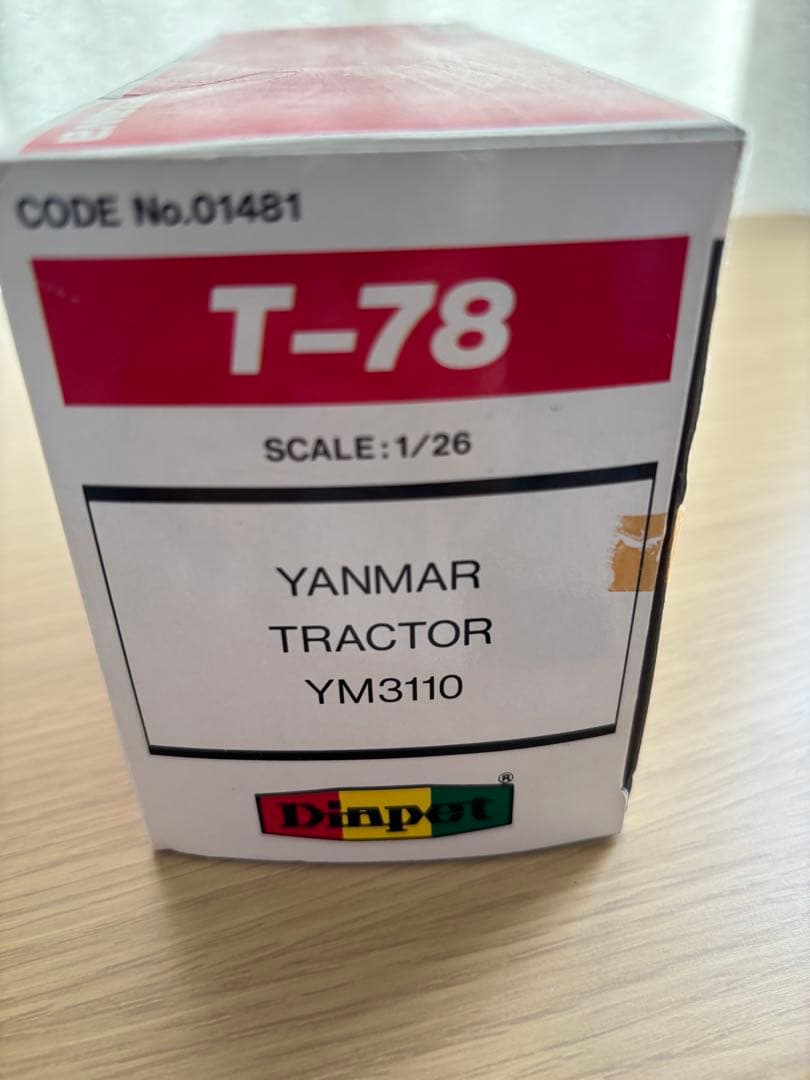 CODE No.01481
T-78
SCALE:1/26
YANMAR
TRACTOR
YM3110
Diapet®